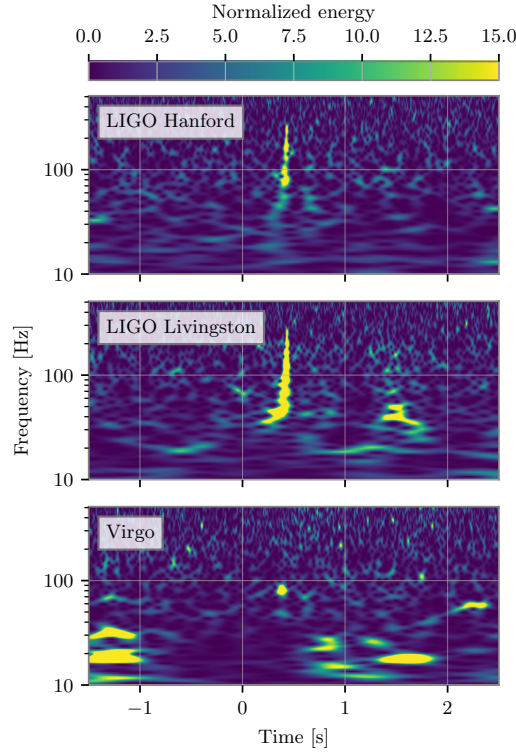 Normalized energy
0.0 2.5 5.0 7.5 10.0 12.5 15.0
LIGO Hanford
100
10
LIGO Livingston
100
10
Frequency [Hz]
Virgo
100
10
−1 0 1 2
Time [s]